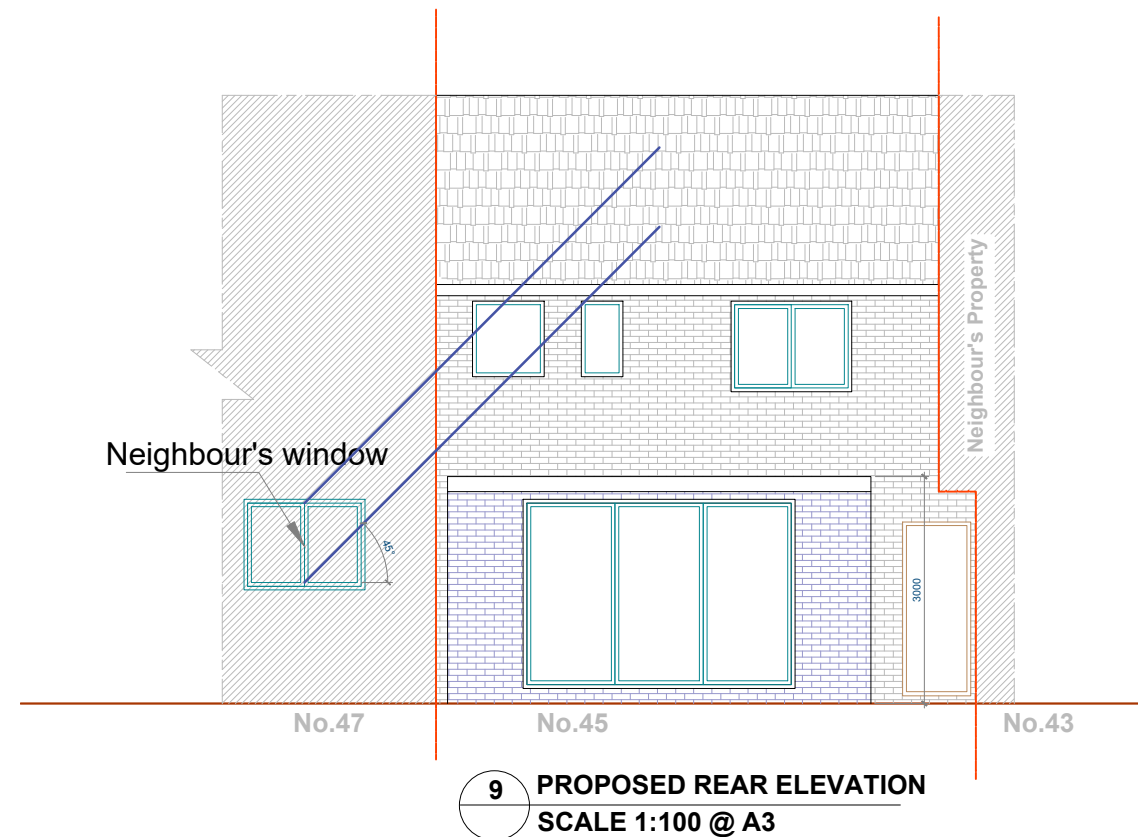 Neighbour's Property
Neighbour's window
45°
3000
No.47
No.45
No.43
9
PROPOSED REAR ELEVATION
SCALE 1:100 @ A3